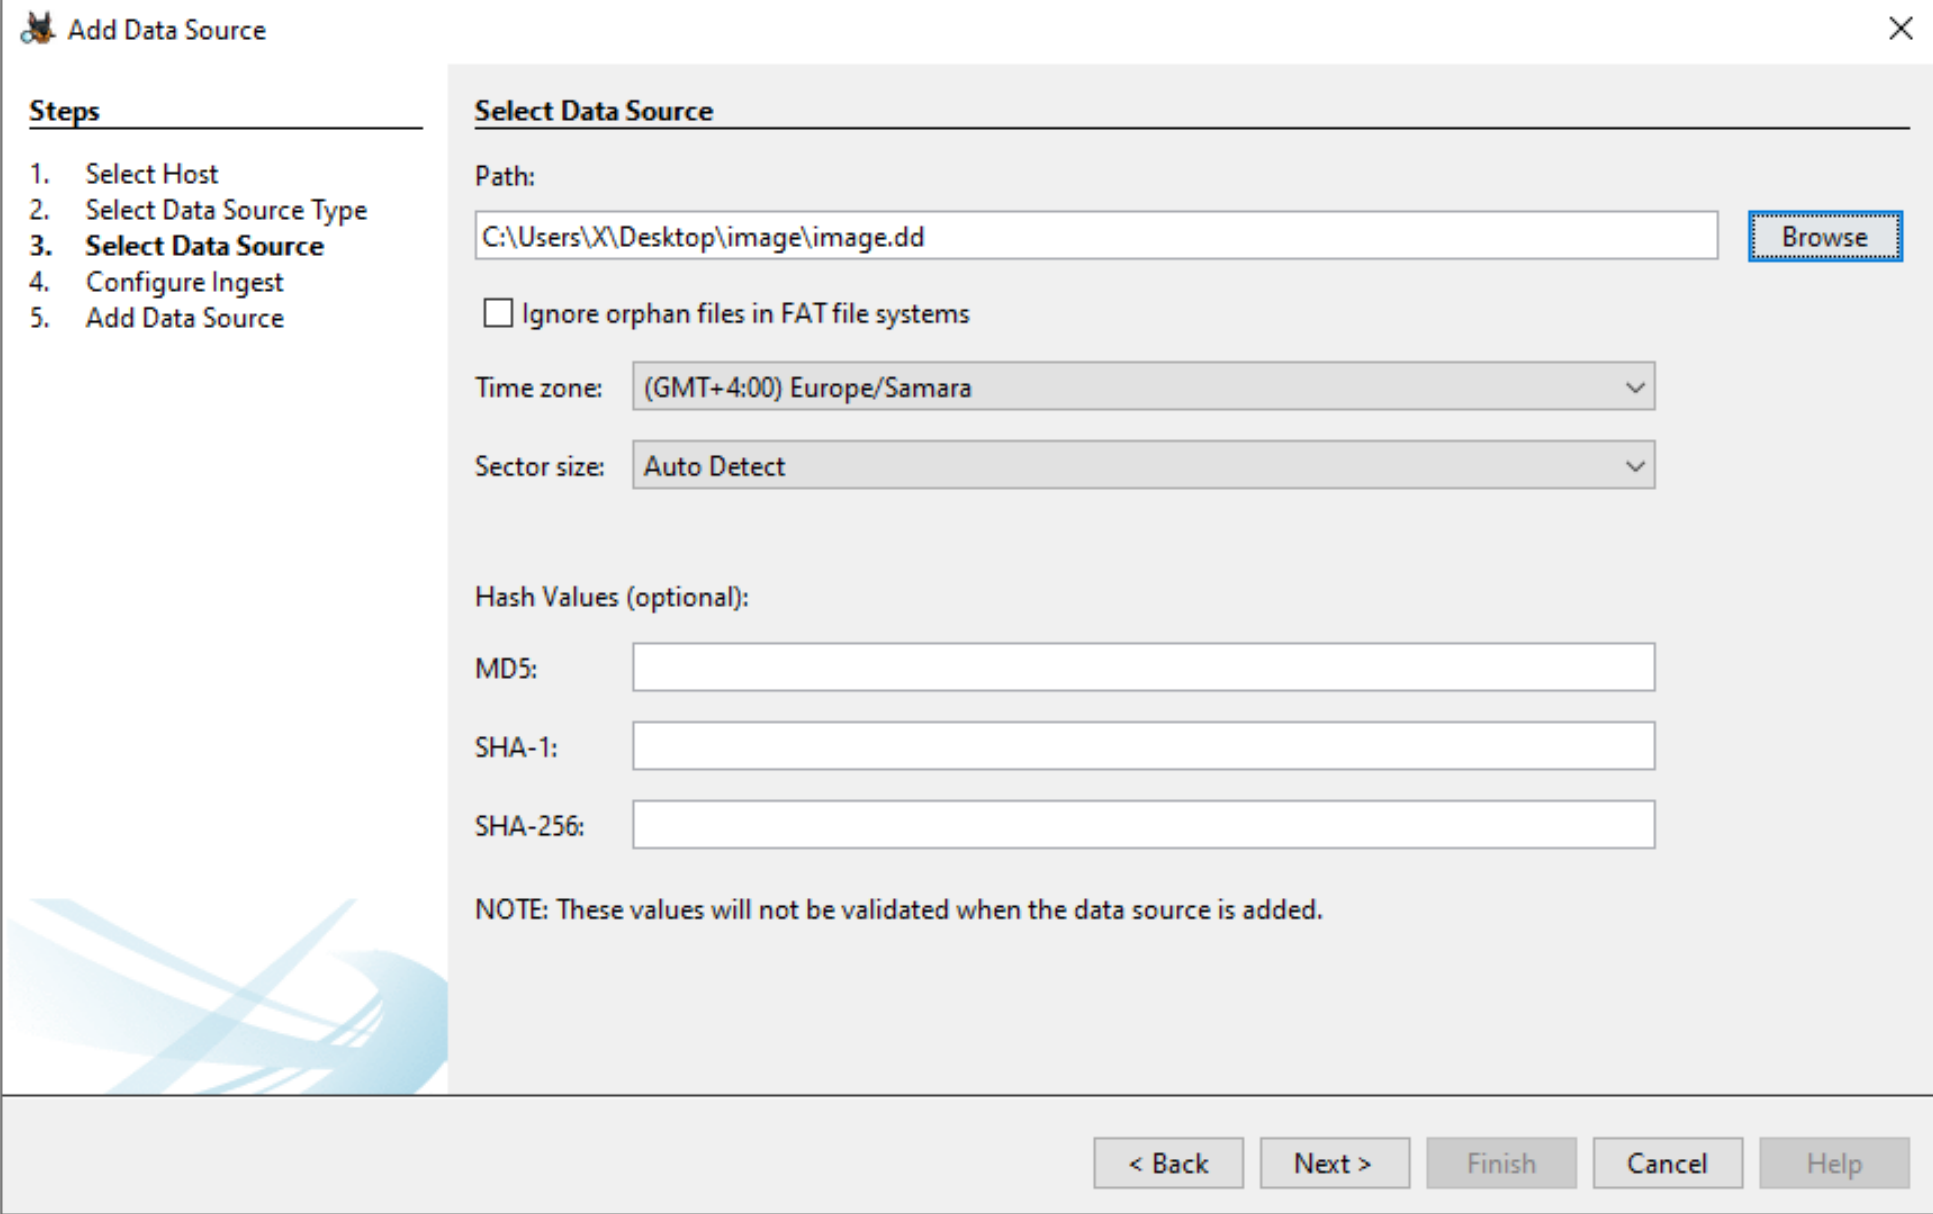 Add Data Source
Steps
1. Select Host
2. Select Data Source Type
3. Select Data Source
4. Configure Ingest
5. Add Data Source
Select Data Source
Path:
C:\Users\X\Desktop\image\image.dd
Browse
Ignore orphan files in FAT file systems
Time zone: (GMT+4:00) Europe/Samara
Sector size: Auto Detect
Hash Values (optional):
MD5:
SHA-1:
SHA-256:
NOTE: These values will not be validated when the data source is added.
< Back Next > Finish Cancel Help